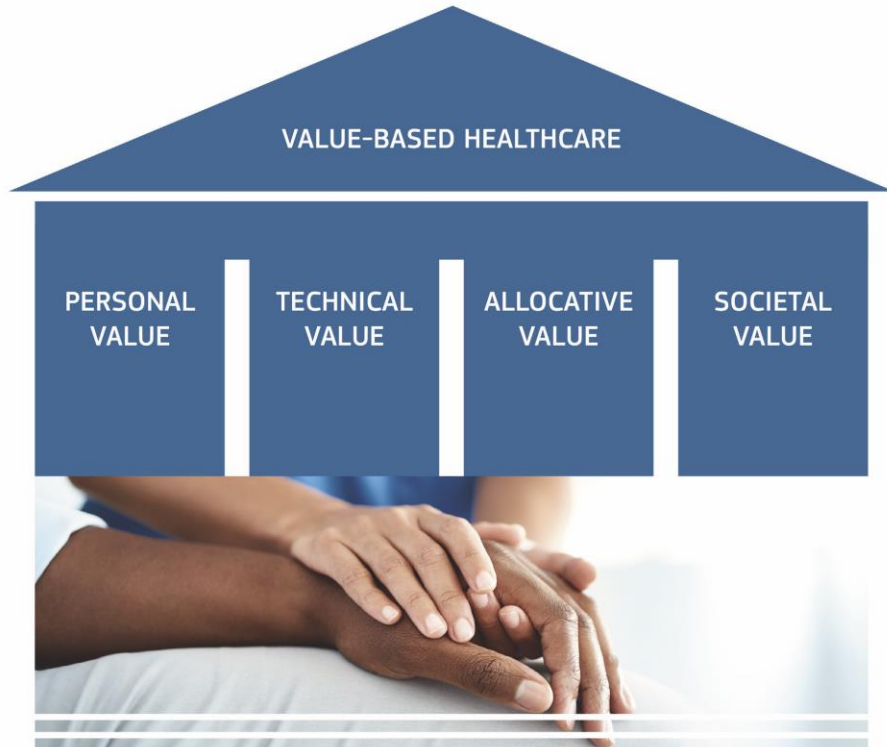 VALUE-BASED HEALTHCARE
PERSONAL
VALUE
TECHNICAL
VALUE
ALLOCATIVE
VALUE
SOCIETAL
VALUE